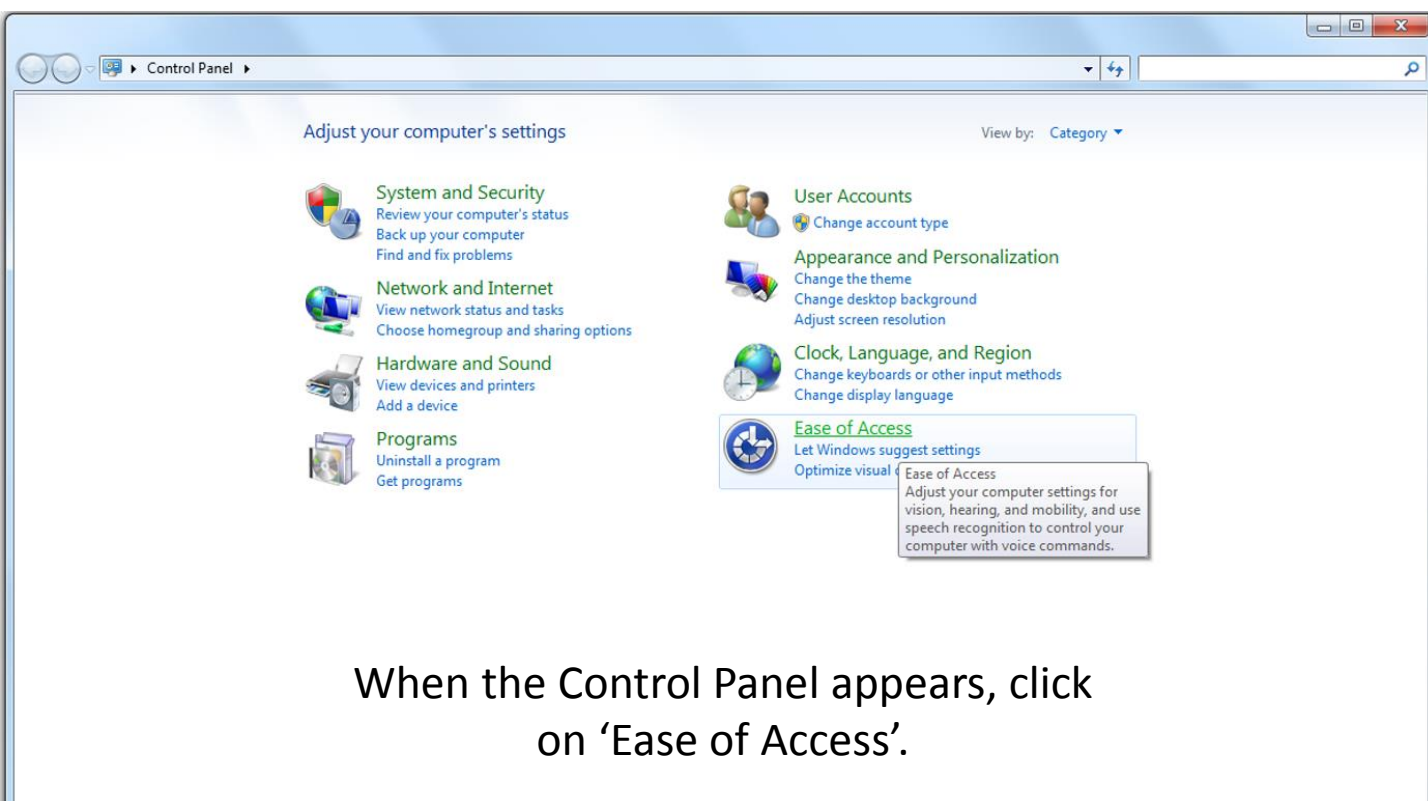 Control Panel
Adjust your computer's settings
View by: Category
System and Security
Review your computer's status
Back up your computer
Find and fix problems
Network and Internet
View network status and tasks
Choose homegroup and sharing options
Hardware and Sound
View devices and printers
Add a device
Programs
Uninstall a program
Get programs
User Accounts
Change account type
Appearance and Personalization
Change the theme
Change desktop background
Adjust screen resolution
Clock, Language, and Region
Change keyboards or other input methods
Change display language
Ease of Access
Let Windows suggest settings
Optimize visual
Ease of Access
Adjust your computer settings for
vision, hearing, and mobility, and use
speech recognition to control your
computer with voice commands.
When the Control Panel appears, click
on ‘Ease of Access’.